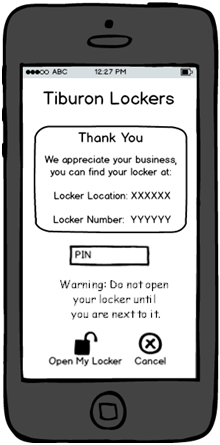 ABC 12:27 PM
Tiburon Lockers
Thank You
We appreciate your business,
you can find your locker at:
Locker Location: XXXXXX
Locker Number: YYYYYY
PIN
Warning: Do not open
your locker until
you are next to it.
Open My Locker Cancel